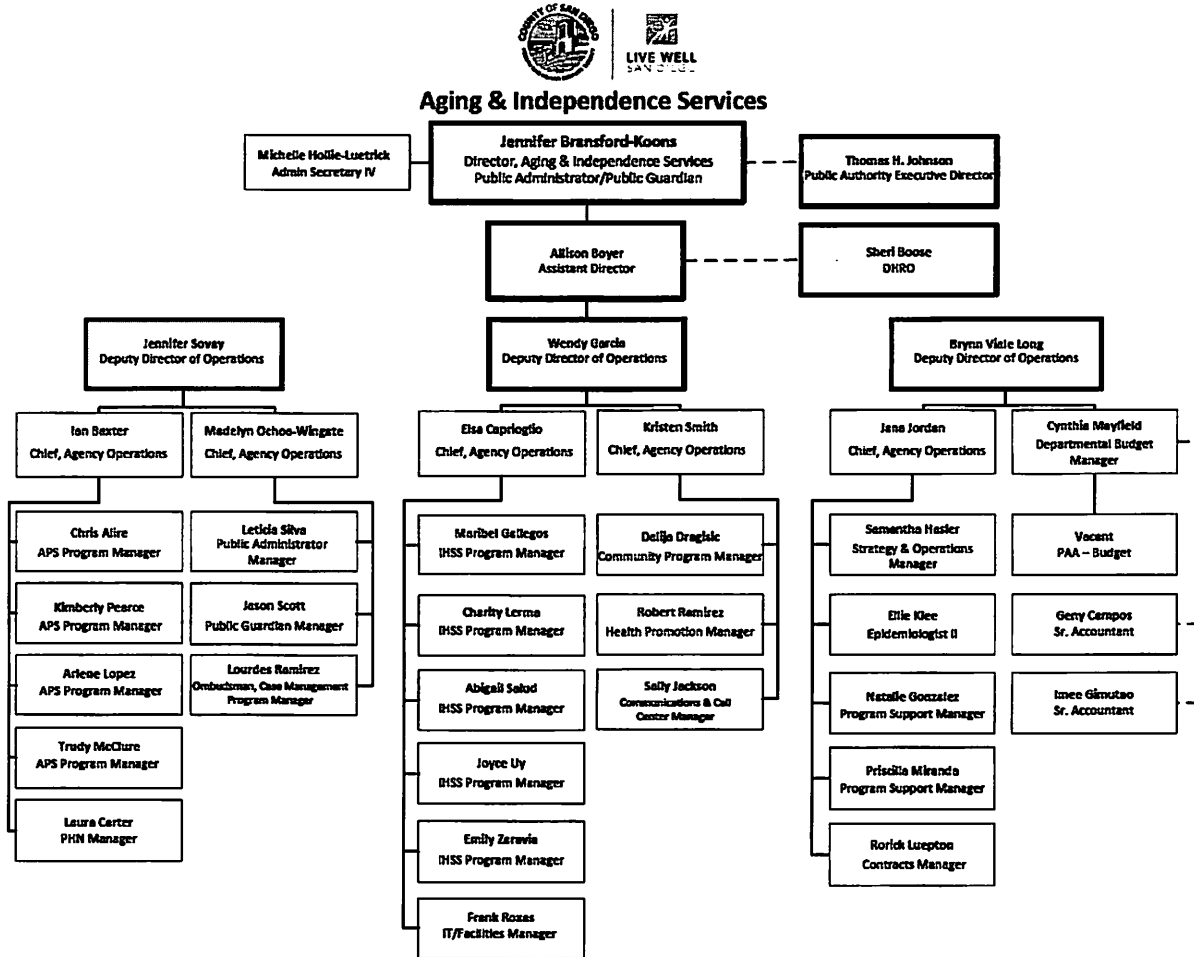 COUNTY OF SAN DIEGO
LIVE WELL
SAN DIEGO
Aging & Independence Services
Michelle Hollie-Luetrick
Admin Secretary IV
Jennifer Bransford-Koons
Director, Aging & Independence Services
Public Administrator/Public Guardian
Thomas H. Johnson
Public Authority Executive Director
Allison Boyer
Assistant Director
Sheri Boose
DHRO
Jennifer Sovay
Deputy Director of Operations
Wendy Garcia
Deputy Director of Operations
Brynn Viale Long
Deputy Director of Operations
Ian Baxter
Chief, Agency Operations
Madelyn Ochoa-Wingate
Chief, Agency Operations
Elsa Caprioglio
Chief, Agency Operations
Kristen Smith
Chief, Agency Operations
Jana Jordan
Chief, Agency Operations
Cynthia Mayfield
Departmental Budget
Manager
Chris Alire
APS Program Manager
Kimberly Pearce
APS Program Manager
Arlene Lopez
APS Program Manager
Trudy McClure
APS Program Manager
Laura Carter
PHN Manager
Leticia Silva
Public Administrator
Manager
Jason Scott
Public Guardian Manager
Lourdes Ramirez
Ombudsman, Case Management
Program Manager
Maribel Gallegos
IHSS Program Manager
Charity Lerma
IHSS Program Manager
Abigail Salud
IHSS Program Manager
Joyce Uy
IHSS Program Manager
Emily Zaravia
IHSS Program Manager
Frank Roxas
IT/Facilities Manager
Delija Dragisic
Community Program Manager
Robert Ramirez
Health Promotion Manager
Sally Jackson
Communications & Call
Center Manager
Samantha Hasler
Strategy & Operations
Manager
Ellie Klee
Epidemiologist II
Natalie Gonzalez
Program Support Manager
Priscilla Miranda
Program Support Manager
Rorick Luepton
Contracts Manager
Vacant
PAA – Budget
Geny Campos
Sr. Accountant
Imee Gimutao
Sr. Accountant